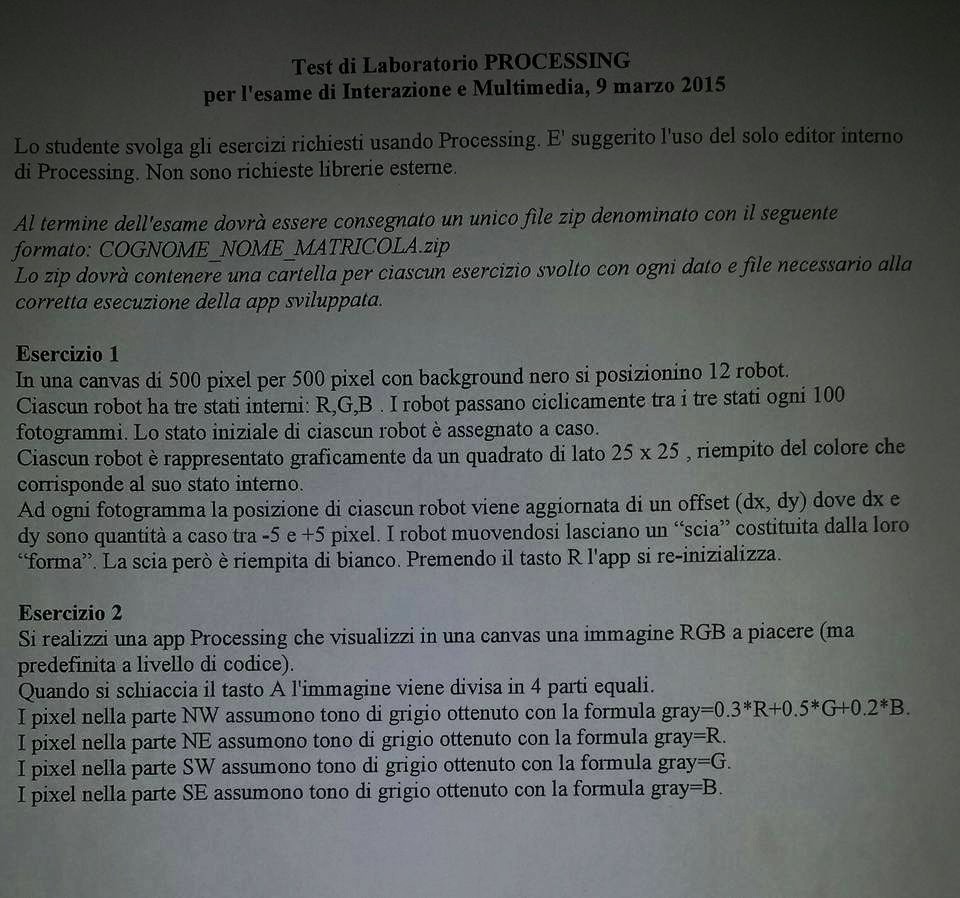 Test di Laboratorio PROCESSING
per l'esame di Interazione e Multimedia, 9 marzo 2015
Lo studente svolga gli esercizi richiesti usando Processing. E' suggerito l'uso del solo editor interno
di Processing. Non sono richieste librerie esterne.
Al termine dell'esame dovrà essere consegnato un unico file zip denominato con il seguente
formato: COGNOME_NOME_MATRICOLA.zip
Lo zip dovrà contenere una cartella per ciascun esercizio svolto con ogni dato e file necessario alla
corretta esecuzione della app sviluppata.
Esercizio 1
In una canvas di 500 pixel per 500 pixel con background nero si posizionino 12 robot.
Ciascun robot ha tre stati interni: R,G,B . I robot passano ciclicamente tra i tre stati ogni 100
fotogrammi. Lo stato iniziale di ciascun robot è assegnato a caso.
Ciascun robot è rappresentato graficamente da un quadrato di lato 25 x 25 , riempito del colore che
corrisponde al suo stato interno.
Ad ogni fotogramma la posizione di ciascun robot viene aggiornata di un offset (dx, dy) dove dx e
dy sono quantità a caso tra -5 e +5 pixel. I robot muovendosi lasciano un “scia” costituita dalla loro
“forma”. La scia però è riempita di bianco. Premendo il tasto R l'app si re-inizializza.
Esercizio 2
Si realizzi una app Processing che visualizzi in una canvas una immagine RGB a piacere (ma
predefinita a livello di codice).
Quando si schiaccia il tasto A l'immagine viene divisa in 4 parti equali.
I pixel nella parte NW assumono tono di grigio ottenuto con la formula gray=0.3*R+0.5*G+0.2*B.
I pixel nella parte NE assumono tono di grigio ottenuto con la formula gray=R.
I pixel nella parte SW assumono tono di grigio ottenuto con la formula gray=G.
I pixel nella parte SE assumono tono di grigio ottenuto con la formula gray=B.